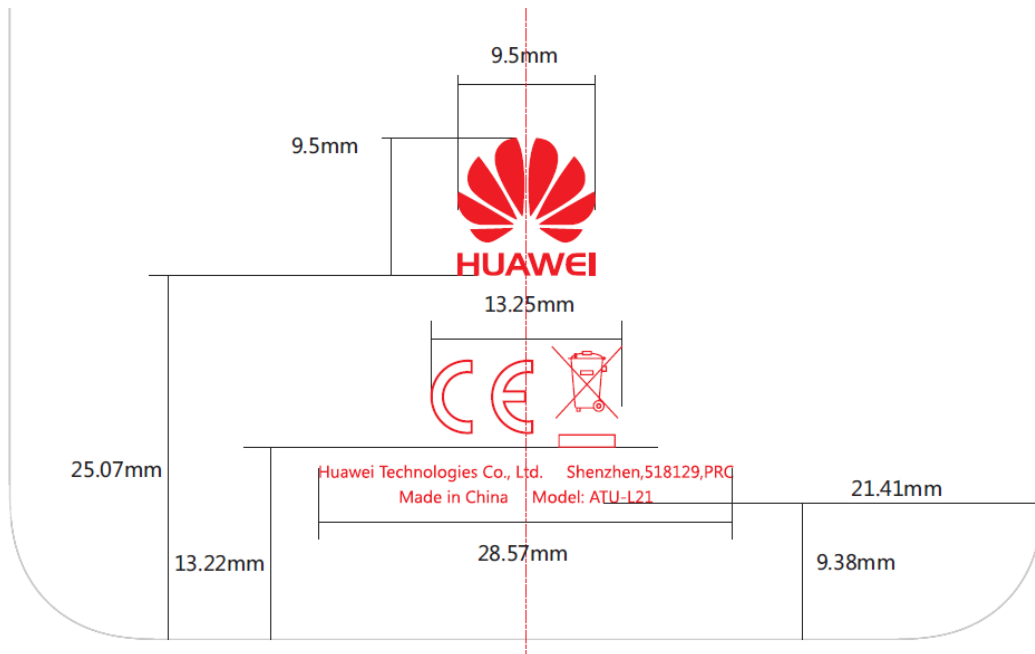 9.5mm
9.5mm
HUAWEI
13.25mm
CE
25.07mm
Huawei Technologies Co., Ltd. Shenzhen,518129,PRC
21.41mm
Made in China Model: ATU-L21
28.57mm
13.22mm
9.38mm